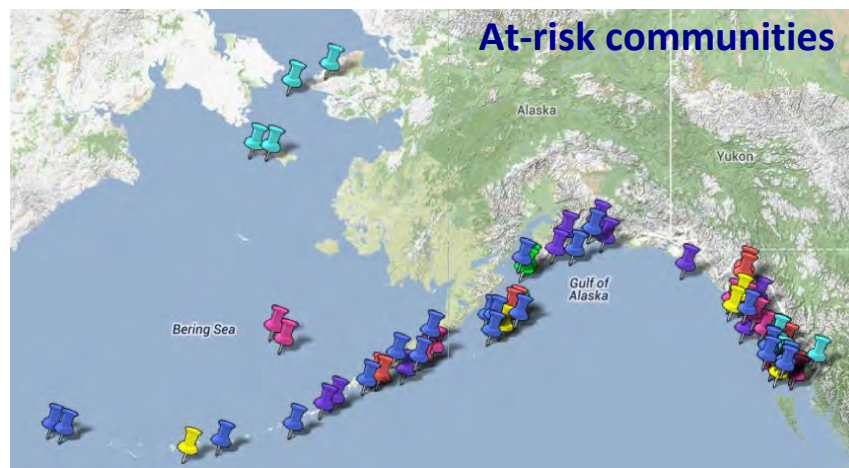 At-risk communities
Alaska
Yukon
Gulf of
Alaska
Bering Sea